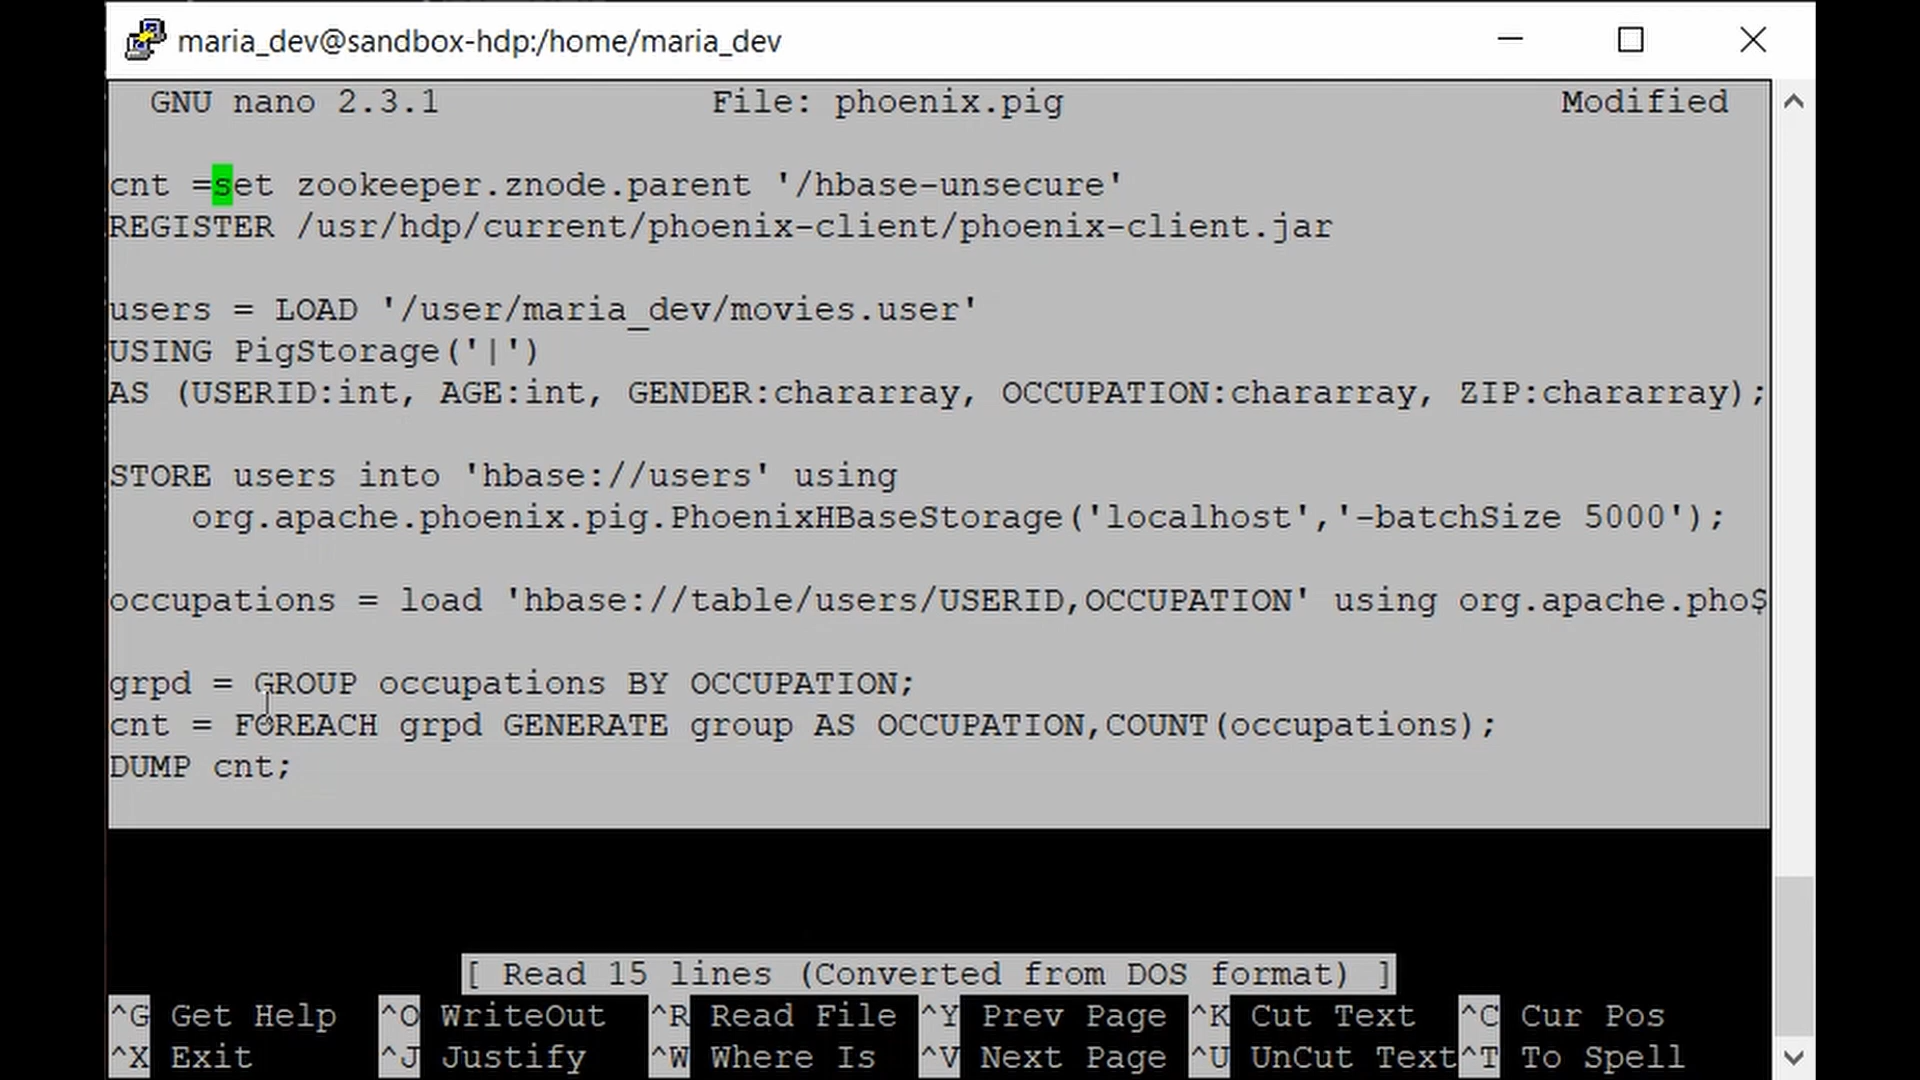 maria_dev@sandbox-hdp:/home/maria_dev
GNU nano 2.3.1 File: phoenix.pig Modified
cnt =set zookeeper.znode.parent '/hbase-unsecure'
REGISTER /usr/hdp/current/phoenix-client/phoenix-client.jar
users = LOAD '/user/maria_dev/movies.user'
USING PigStorage('|')
AS (USERID:int, AGE:int, GENDER:chararray, OCCUPATION:chararray, ZIP:chararray);
STORE users into 'hbase://users' using
    org.apache.phoenix.pig.PhoenixHBaseStorage('localhost','-batchSize 5000');
occupations = load 'hbase://table/users/USERID,OCCUPATION' using org.apache.pho$
grpd = GROUP occupations BY OCCUPATION;
cnt = FOREACH grpd GENERATE group AS OCCUPATION,COUNT(occupations);
DUMP cnt;
[ Read 15 lines (Converted from DOS format) ]
^G Get Help ^O WriteOut ^R Read File ^Y Prev Page ^K Cut Text ^C Cur Pos
^X Exit ^J Justify ^W Where Is ^V Next Page ^U UnCut Text ^T To Spell